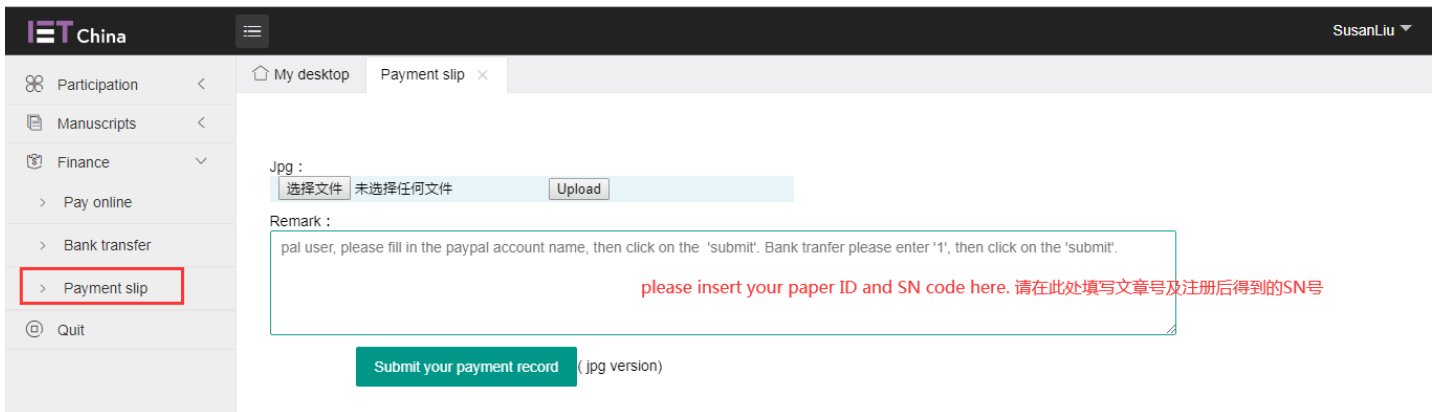 IET China
SusanLiu
Participation
My desktop
Payment slip
Manuscripts
Finance
Pay online
Bank transfer
Payment slip
Quit
Jpg :
选择文件 未选择任何文件 Upload
Remark :
pal user, please fill in the paypal account name, then click on the 'submit'. Bank tranfer please enter '1', then click on the 'submit'.
please insert your paper ID and SN code here. 请在此处填写文章号及注册后得到的SN号
Submit your payment record ( jpg version)